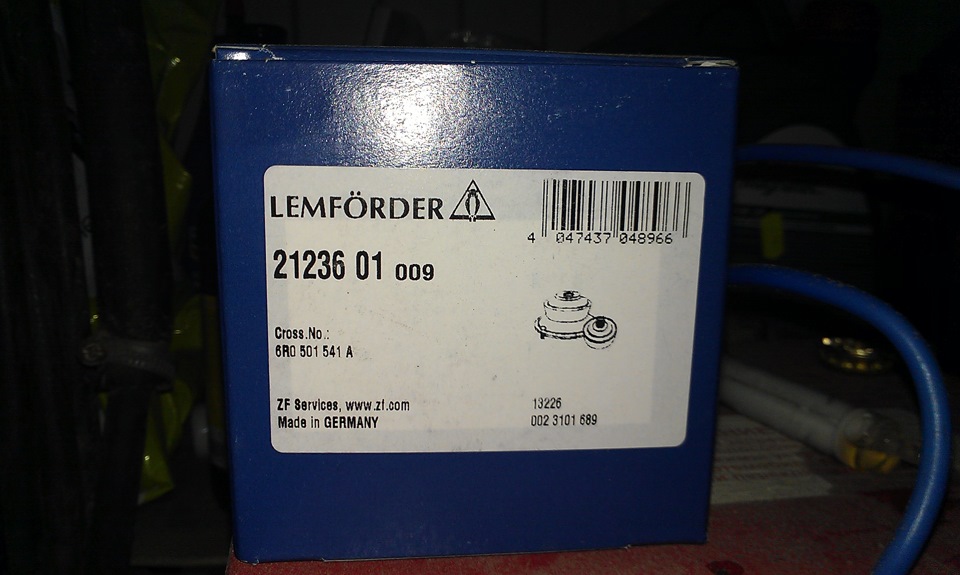 LEMFÖRDER
4 047437 048966
21236 01 009
Cross.No.:
6R0 501 541 A
ZF Services, www.zf.com
Made in GERMANY
13226
002 3101 689